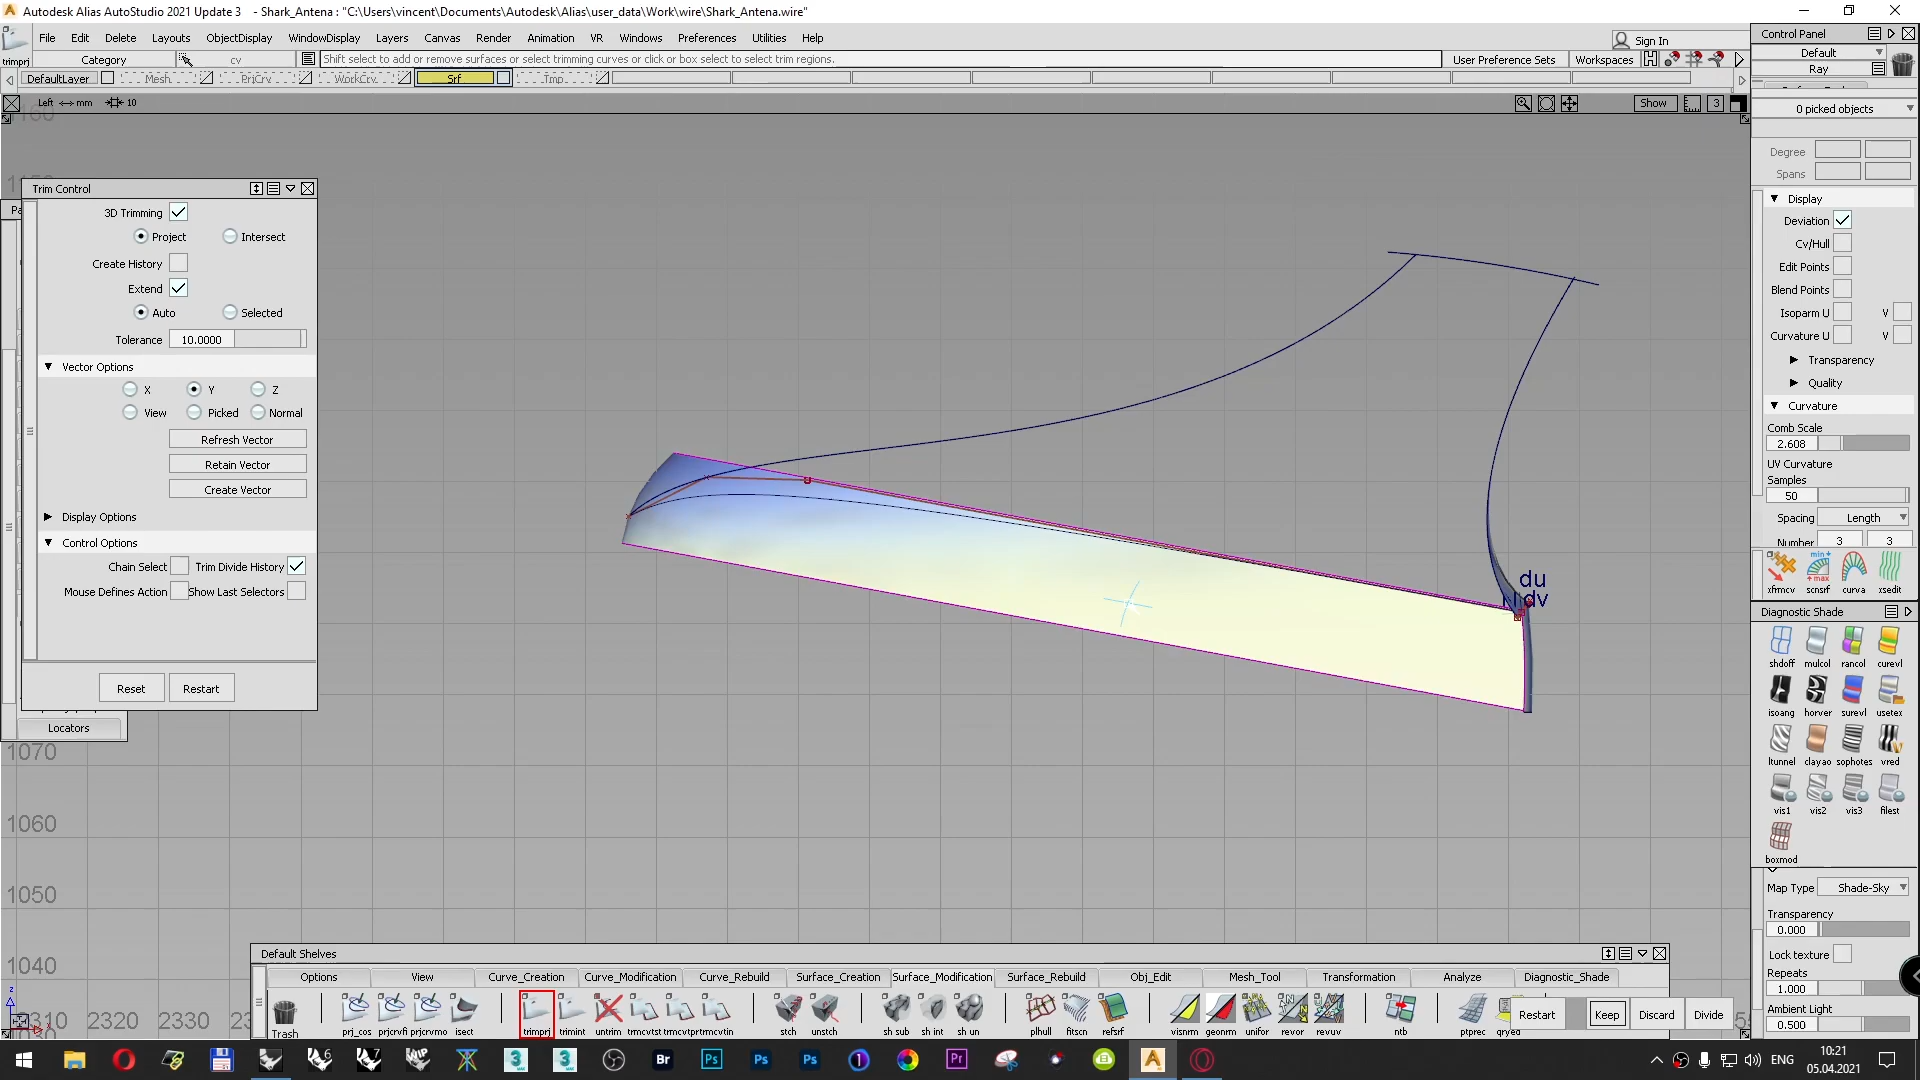 Autodesk Alias AutoStudio 2021 Update 3    - Shark_Antena : "C:\Users\vincent\Documents\Autodesk\Alias\user_data\Work\wire\Shark_Antena.wire"
File Edit Delete Layouts ObjectDisplay WindowDisplay Layers Canvas Render Animation VR Windows Preferences Utilities Help
Sign In
trimprj Category cv Shift select to add or remove surfaces or select trimming curves or click or box select to select trim regions. User Preference Sets Workspaces
DefaultLayer Mesh PrjCrv WorkCrv Srf Tmp
Left mm 10 Show 3
Trim Control
3D Trimming
Project Intersect
Create History
Extend
Auto Selected
Tolerance 10.0000
Vector Options
X Y Z
View Picked Normal
Refresh Vector
Retain Vector
Create Vector
Display Options
Control Options
Chain Select Trim Divide History
Mouse Defines Action Show Last Selectors
Reset Restart
Locators
Pa
1070
1060
1050
1040
310 2320 2330
du
dv
Control Panel
Default
Ray
0 picked objects
Degree
Spans
Display
Deviation
Cv/Hull
Edit Points
Blend Points
Isoparm U V
Curvature U V
Transparency
Quality
Curvature
Comb Scale
2.608
UV Curvature
Samples
50
Spacing Length
Number 3 3
xfrmcv scnsrf curva xsedit
Diagnostic Shade
shdoff mulcol rancol curevl
isoang horver surevl usetex
ltunnel clayao sophotes vred
vis1 vis2 vis3 filest
boxmod
Map Type Shade-Sky
Transparency
0.000
Lock texture
Repeats
1.000
Ambient Light
0.500
Default Shelves
Options View Curve_Creation Curve_Modification Curve_Rebuild Surface_Creation Surface_Modification Surface_Rebuild Obj_Edit Mesh_Tool Transformation Analyze Diagnostic_Shade
Trash prj_cos prjcrvfi prjcrvmo isect trimprj trimint untrim trmcvtst trmcvtpr trmcvtin stch unstch sh sub sh int sh un plhull fitscn refsrf visnrm geonrm unifor revor revuv ntb ptprec qryed
Restart Keep Discard Divide
ENG
10:21
05.04.2021